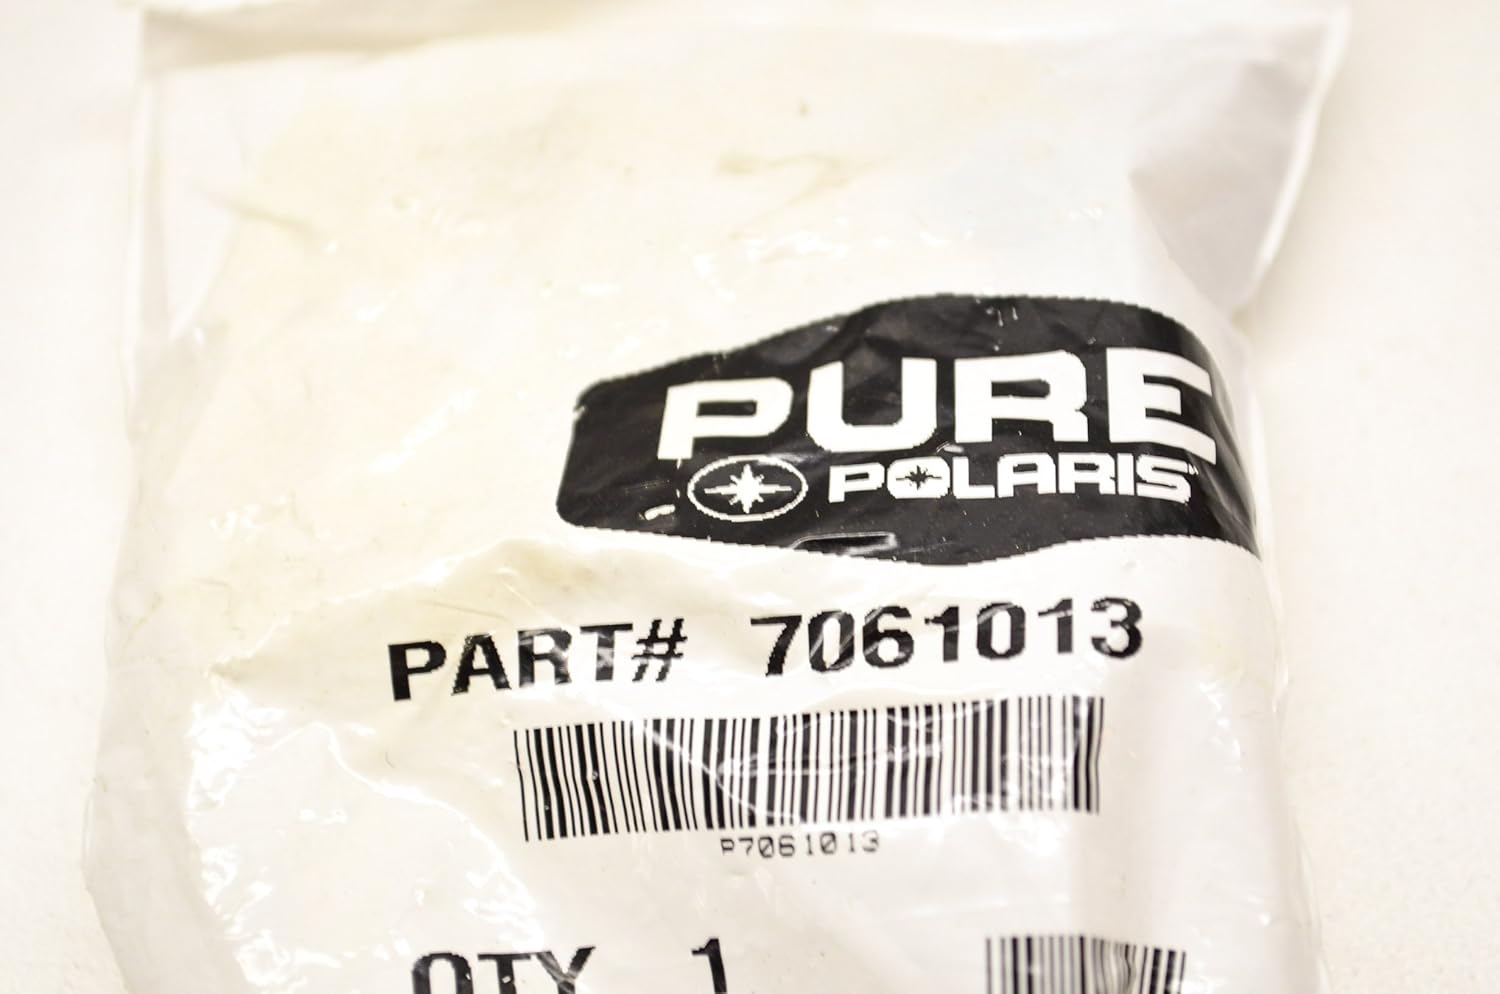 PURE
POLARIS
PART# 7061013
P7061013
QTY 1